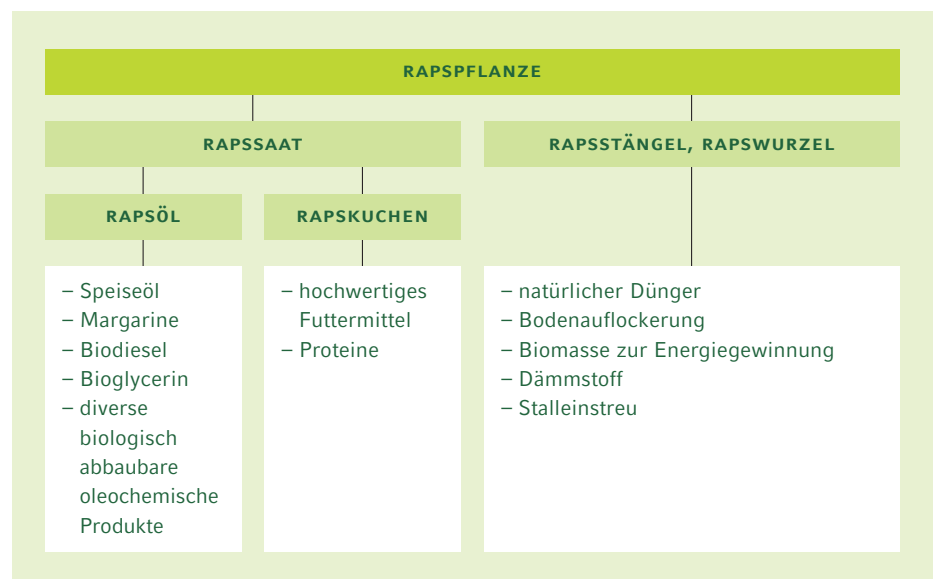 RAPSPFLANZE
RAPSSAAT
RAPSSTÄNGEL, RAPSWURZEL
RAPSÖL
RAPSKUCHEN
– Speiseöl
– Margarine
– Biodiesel
– Bioglycerin
– diverse
biologisch
abbaubare
oleochemische
Produkte
– hochwertiges
Futtermittel
– Proteine
– natürlicher Dünger
– Bodenauflockerung
– Biomasse zur Energiegewinnung
– Dämmstoff
– Stalleinstreu